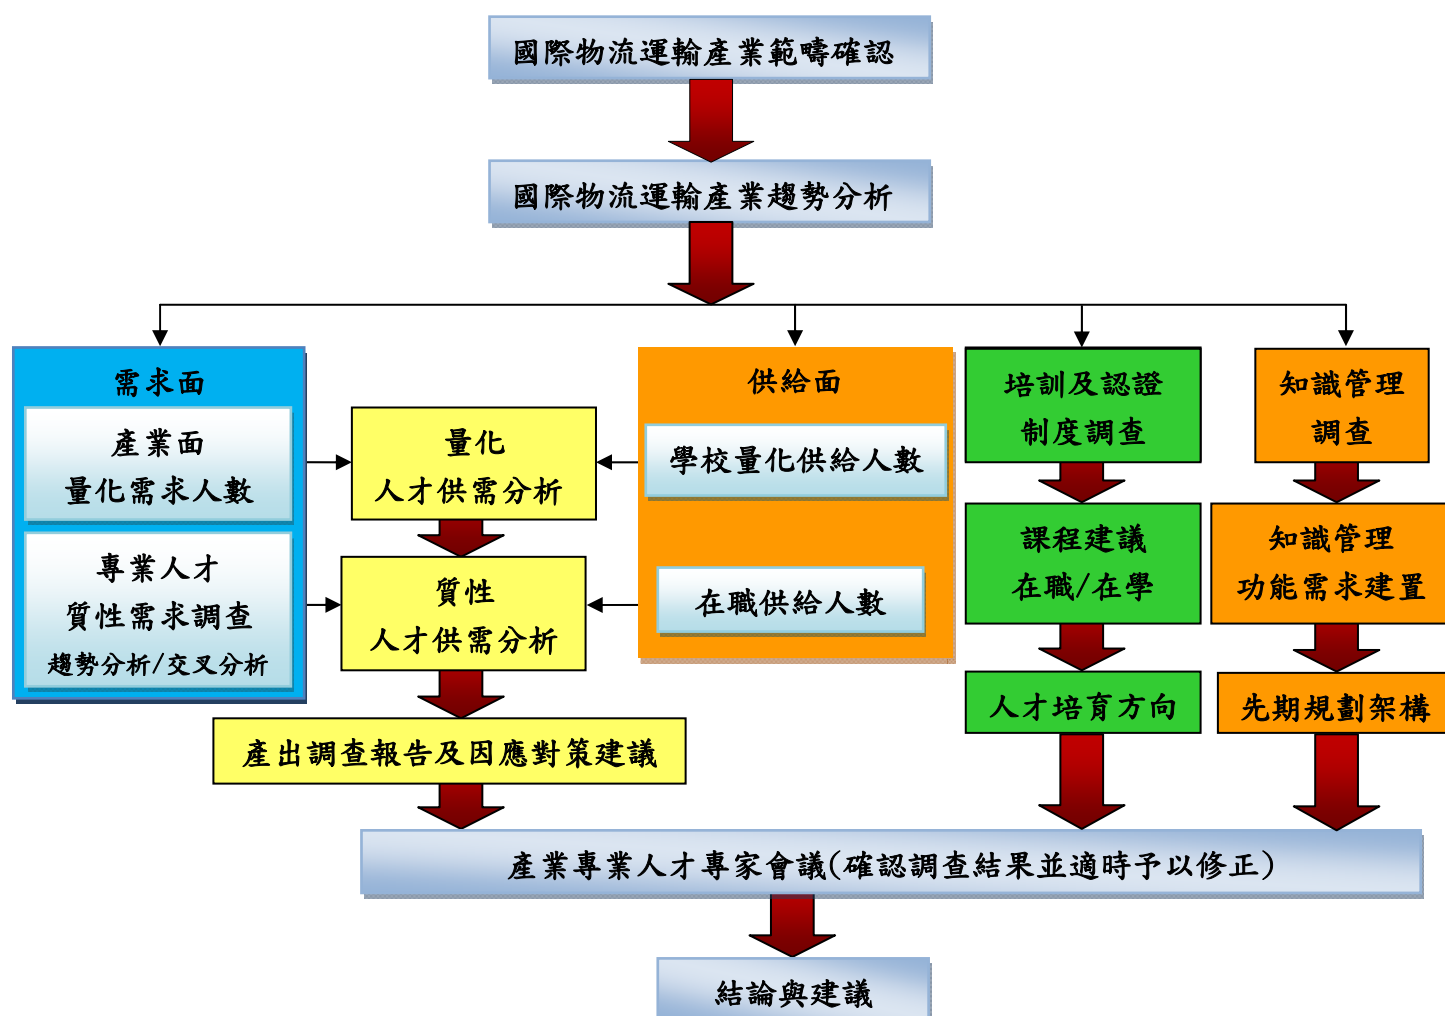 國際物流運輸產業範疇確認
國際物流運輸產業趨勢分析
需求面
產業面
量化需求人數
專業人才
質性需求調查
趨勢分析/交叉分析
量化
人才供需分析
質性
人才供需分析
產出調查報告及因應對策建議
供給面
學校量化供給人數
在職供給人數
培訓及認證
制度調查
課程建議
在職/在學
人才培育方向
知識管理
調查
知識管理
功能需求建置
先期規劃架構
產業專業人才專家會議(確認調查結果並適時予以修正)
結論與建議